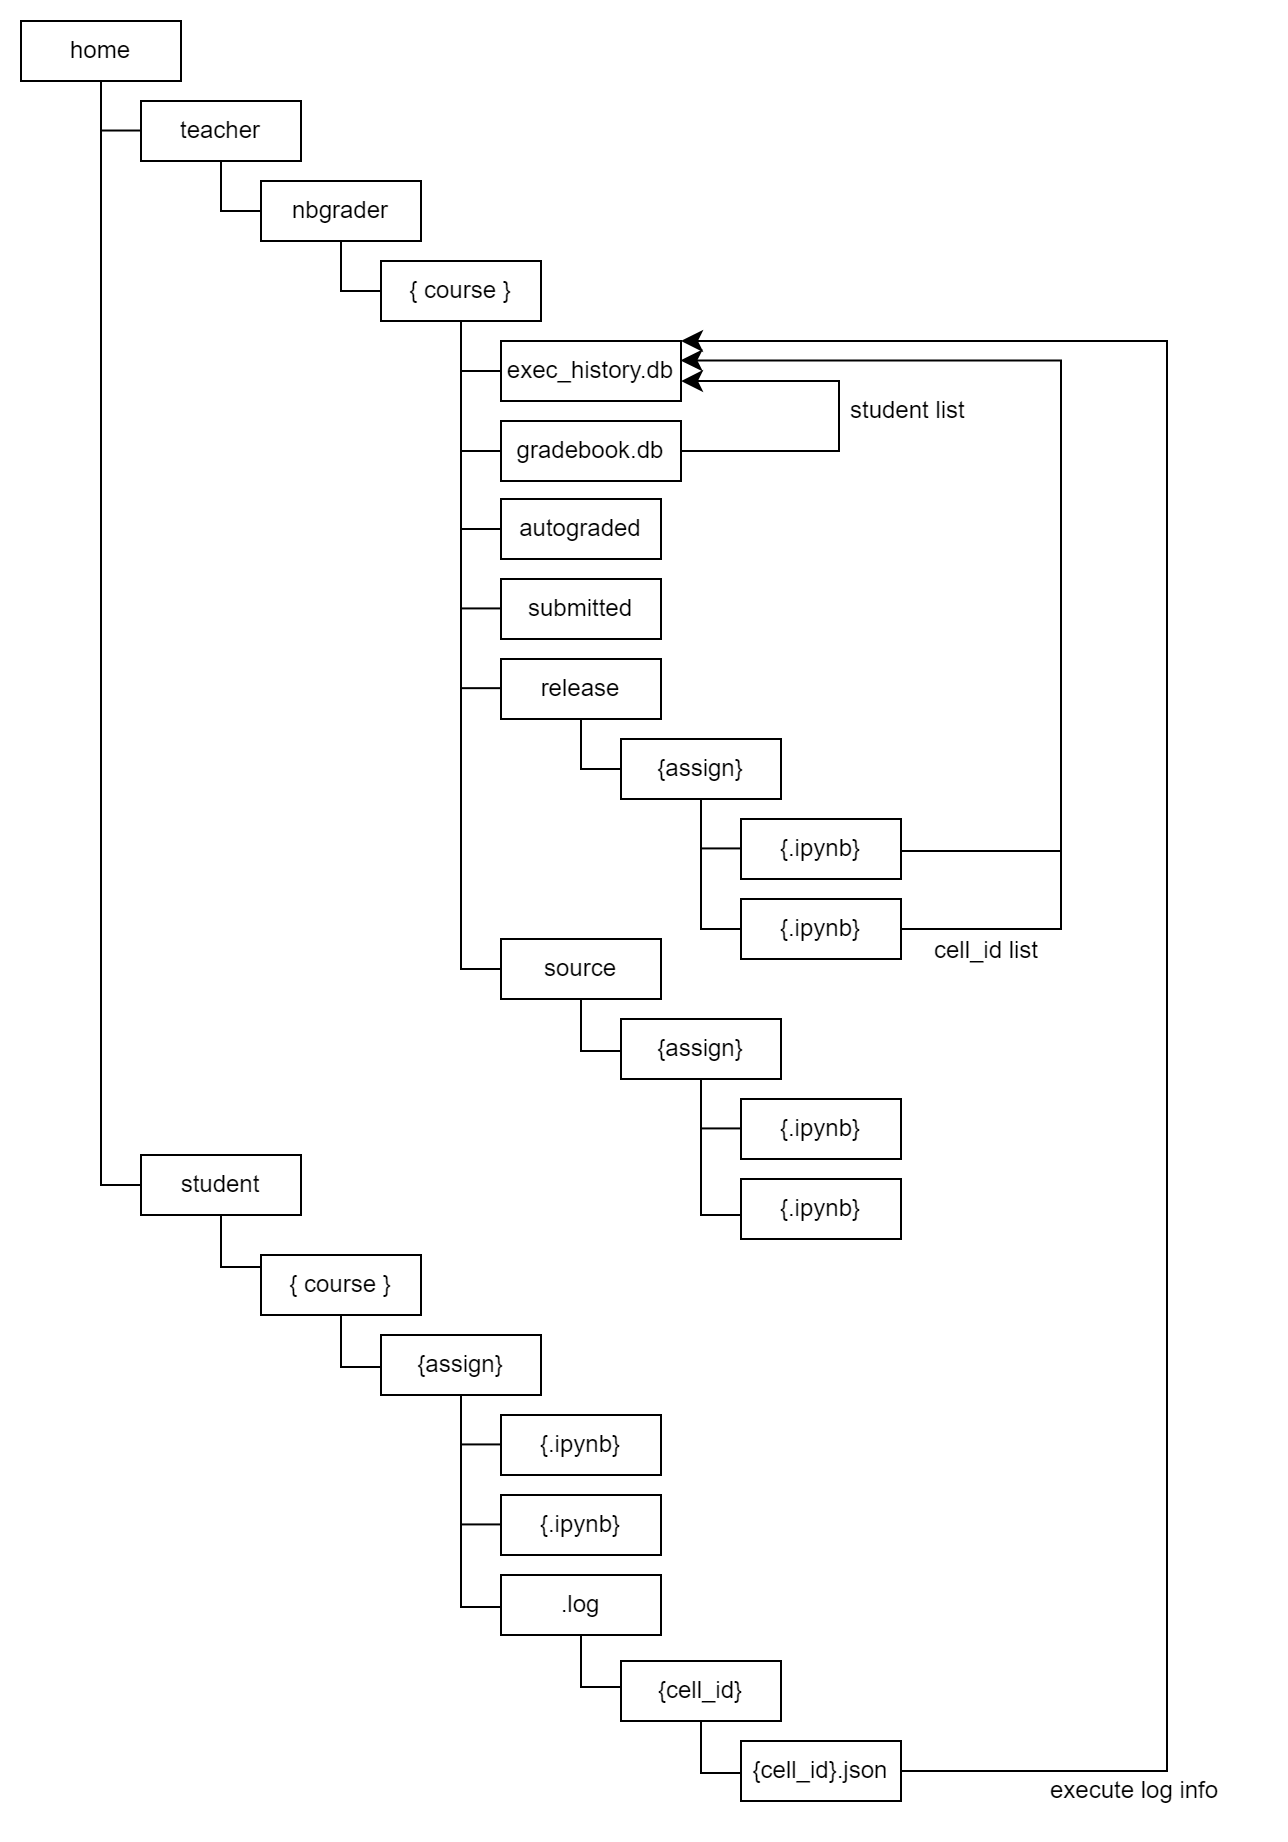 home
teacher
nbgrader
{ course }
exec_history.db
student list
gradebook.db
autograded
submitted
release
{assign}
{.ipynb}
{.ipynb}
cell_id list
source
{assign}
{.ipynb}
{.ipynb}
student
{ course }
{assign}
{.ipynb}
{.ipynb}
.log
{cell_id}
{cell_id}.json
execute log info